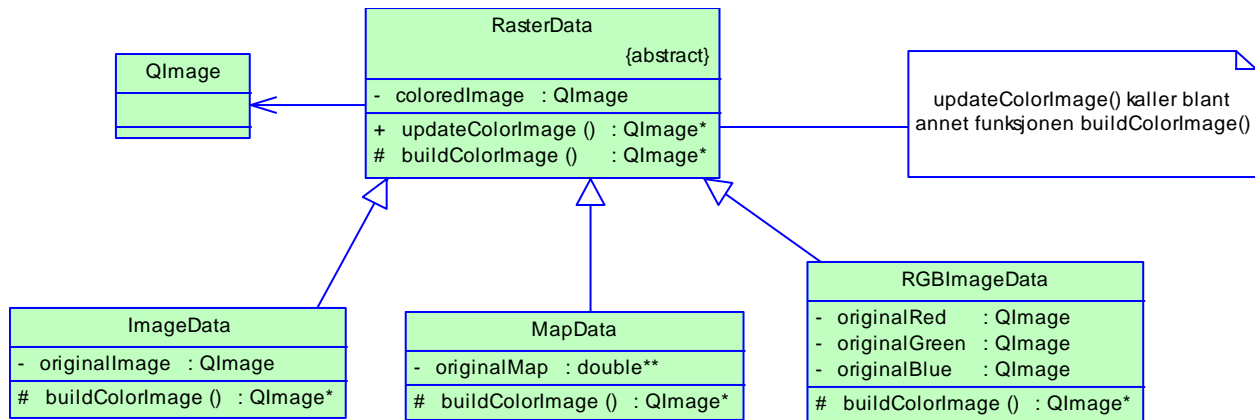 RasterData
{abstract}
- coloredImage : QImage
+ updateColorImage () : QImage*
# buildColorImage () : QImage*
QImage
updateColorImage() kaller blant
annet funksjonen buildColorImage()
ImageData
- originalImage : QImage
# buildColorImage () : QImage*
MapData
- originalMap : double**
# buildColorImage () : QImage*
RGBImageData
- originalRed : QImage
- originalGreen : QImage
- originalBlue : QImage
# buildColorImage () : QImage*